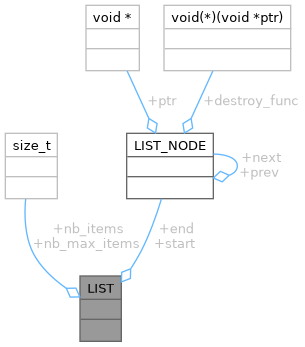 void *
void(*)(void *ptr)
+ptr
+destroy_func
size_t
LIST_NODE
+next
+prev
+nb_items
+nb_max_items
+end
+start
LIST